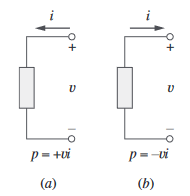 i i
+ +
v v
− −
p = +vi p = −vi
(a) (b)